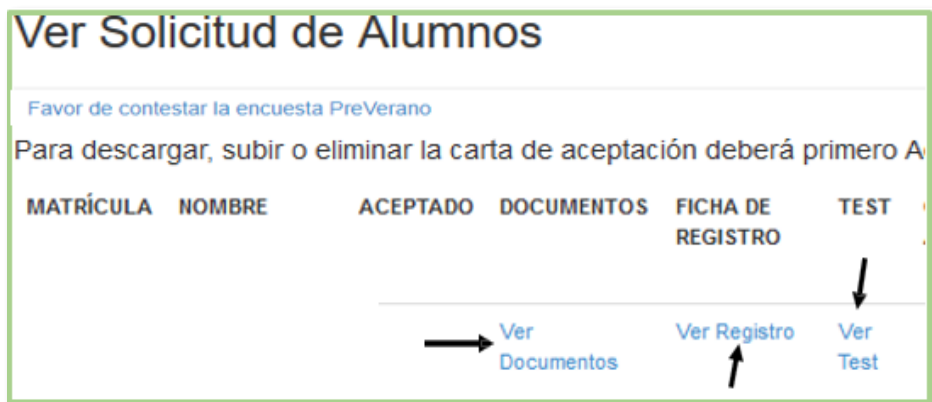 Ver Solicitud de Alumnos
Favor de contestar la encuesta PreVerano
Para descargar, subir o eliminar la carta de aceptación deberá primero
MATRÍCULA NOMBRE ACEPTADO DOCUMENTOS FICHA DE TEST
REGISTRO
Ver Ver Registro Ver
Documentos Test